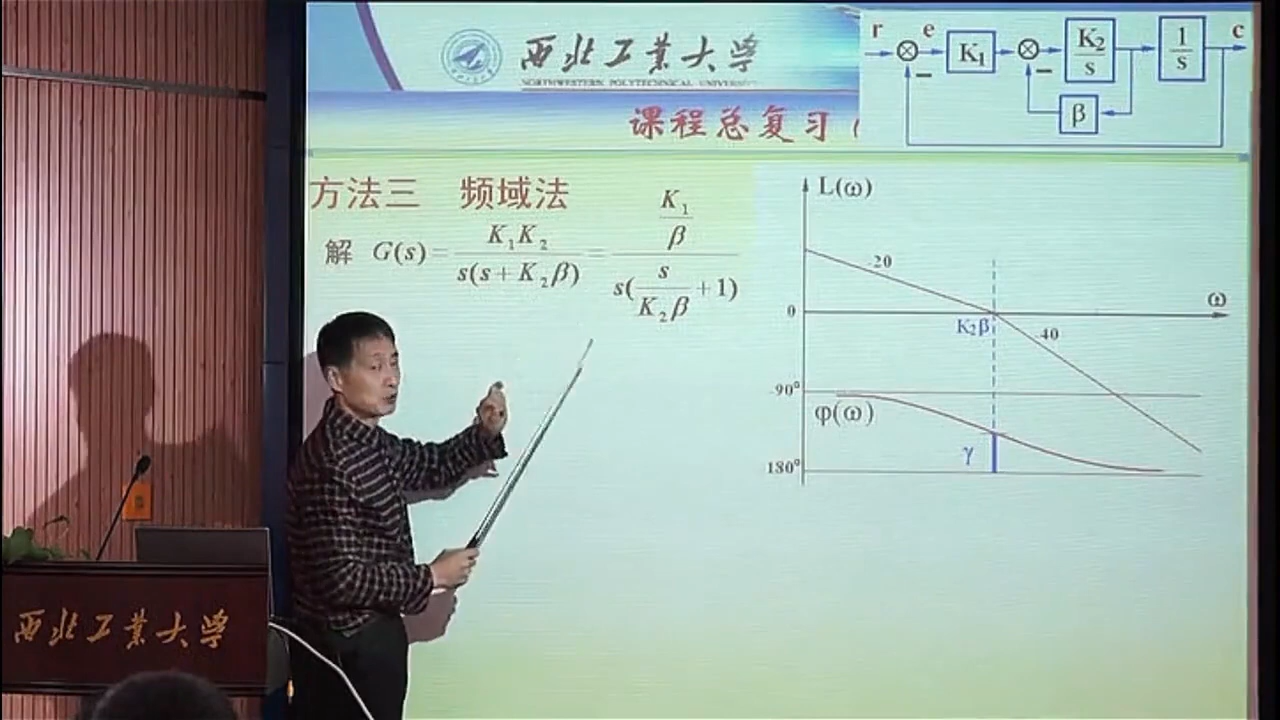 西北工业大学
NORTHWESTERN POLYTECHNICAL UNIVERSITY
课程总复习（
r e K₁ K₂/s 1/s c
− −
β
方法三 频域法
解 G(s) = K₁K₂ / s(s + K₂β) = (K₁/β) / s(s/(K₂β) + 1)
L(ω)
-20
0
ω
K₂β
-40
-90°
φ(ω)
γ
180°
西北工业大学